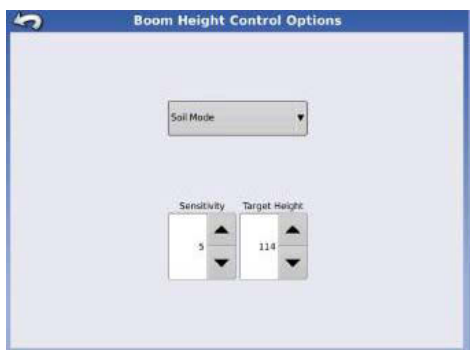 Boom Height Control Options
Soil Mode
Sensitivity Target Height
5 114